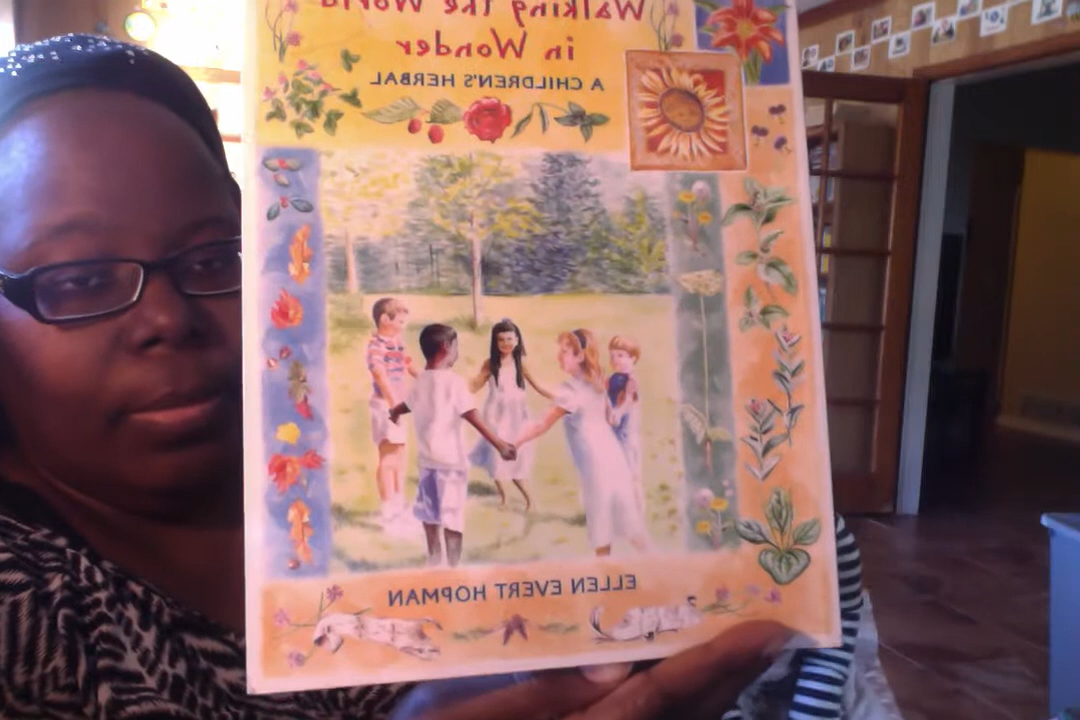 Walking the World
in Wonder
A CHILDREN'S HERBAL
ELLEN EVERT HOPMAN